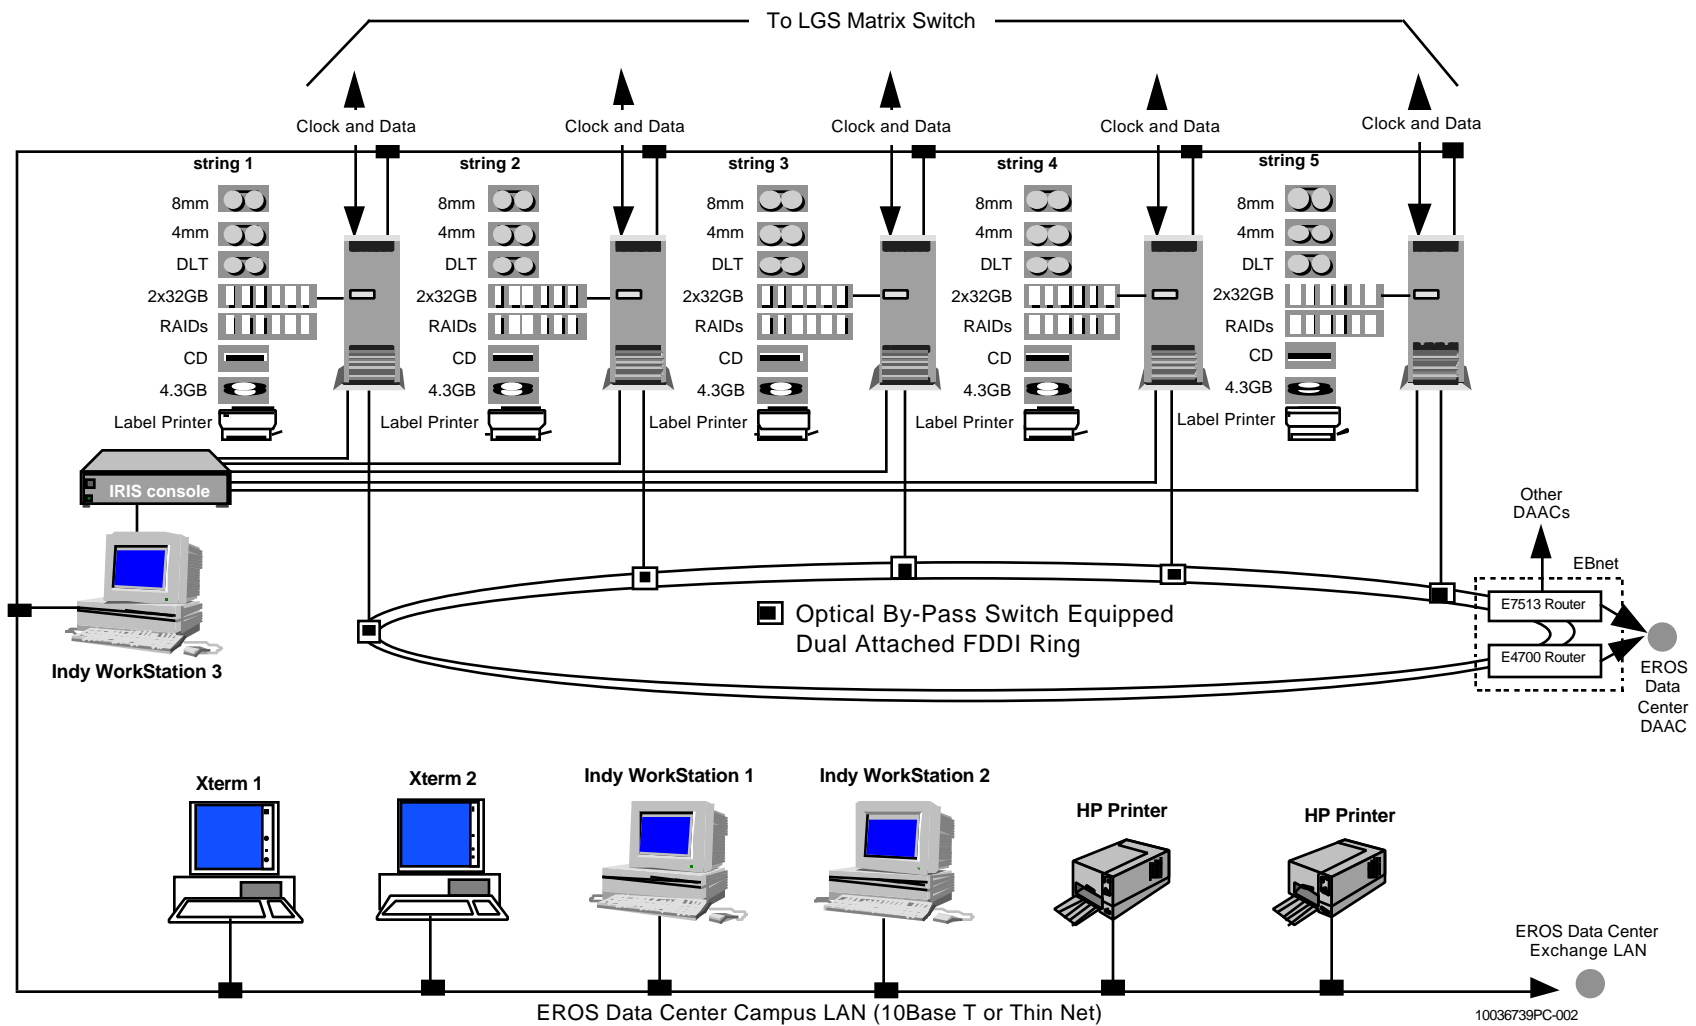 To LGS Matrix Switch
Clock and Data
Clock and Data
Clock and Data
Clock and Data
Clock and Data
string 1
8mm
4mm
DLT
2x32GB
RAIDs
CD
4.3GB
Label Printer
string 2
8mm
4mm
DLT
2x32GB
RAIDs
CD
4.3GB
Label Printer
string 3
8mm
4mm
DLT
2x32GB
RAIDs
CD
4.3GB
Label Printer
string 4
8mm
4mm
DLT
2x32GB
RAIDs
CD
4.3GB
Label Printer
string 5
8mm
4mm
DLT
2x32GB
RAIDs
CD
4.3GB
Label Printer
IRIS console
Indy WorkStation 3
Optical By-Pass Switch Equipped
Dual Attached FDDI Ring
Other
DAACs
EBnet
E7513 Router
E4700 Router
EROS
Data
Center
DAAC
Xterm 1
Xterm 2
Indy WorkStation 1
Indy WorkStation 2
HP Printer
HP Printer
EROS Data Center
Exchange LAN
EROS Data Center Campus LAN (10Base T or Thin Net)
10036739PC-002